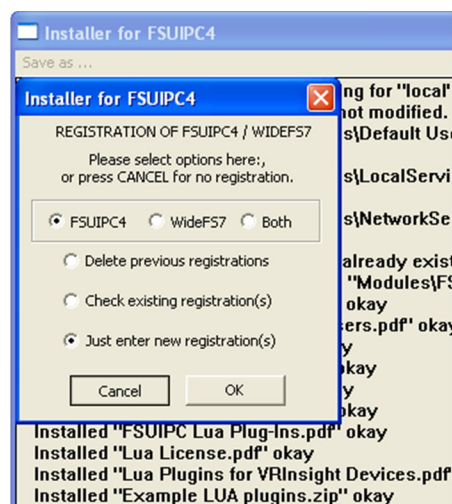 Installer for FSUIPC4
Save as ...
Installer for FSUIPC4
REGISTRATION OF FSUIPC4 / WIDEFS7
Please select options here:,
or press CANCEL for no registration.
FSUIPC4 WideFS7 Both
Delete previous registrations
Check existing registration(s)
Just enter new registration(s)
Cancel OK
ng for "local"
not modified.
s\Default Us
s\LocalServi
s\NetworkSe
already exist
"Modules\FS
okay
ers.pdf" okay
y
okay
y
okay
Installed "FSUIPC Lua Plug-Ins.pdf" okay
Installed "Lua License.pdf" okay
Installed "Lua Plugins for VRInsight Devices.pdf"
Installed "Example LUA plugins.zip" okay